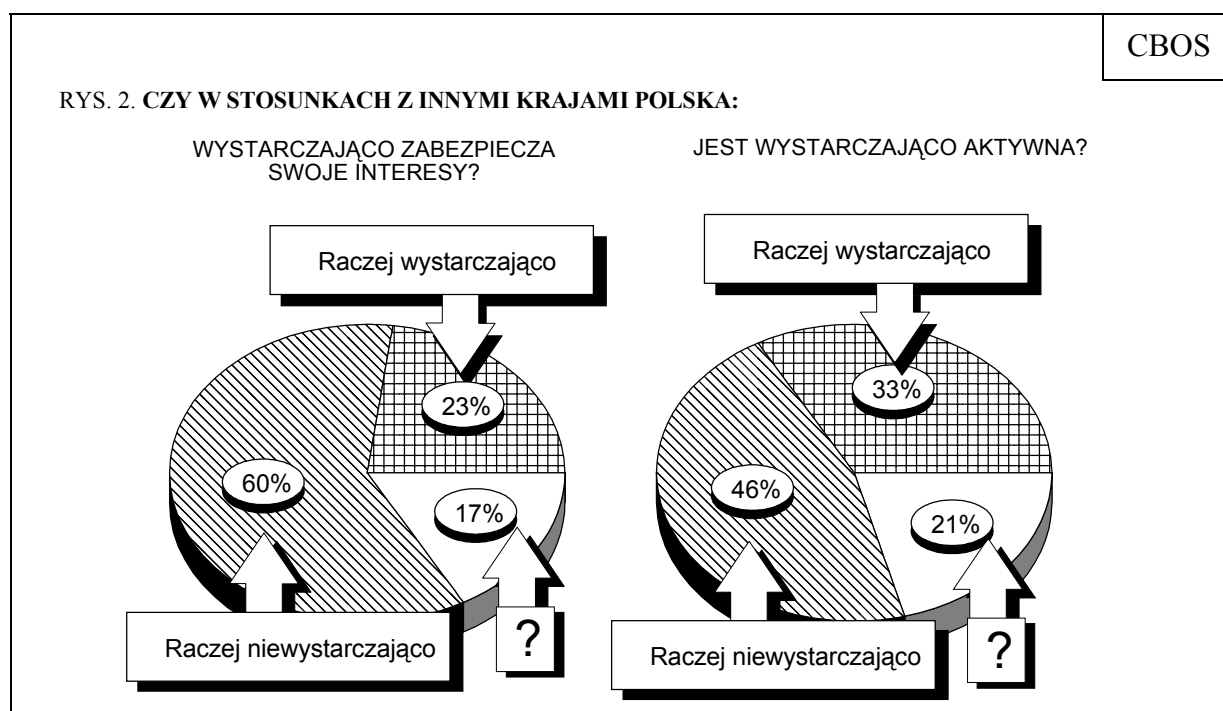 CBOS
RYS. 2. CZY W STOSUNKACH Z INNYMI KRAJAMI POLSKA:
WYSTARCZAJĄCO ZABEZPIECZA
SWOJE INTERESY?
Raczej wystarczająco
23%
60%
17%
Raczej niewystarczająco
?
JEST WYSTARCZAJĄCO AKTYWNA?
Raczej wystarczająco
33%
46%
21%
Raczej niewystarczająco
?